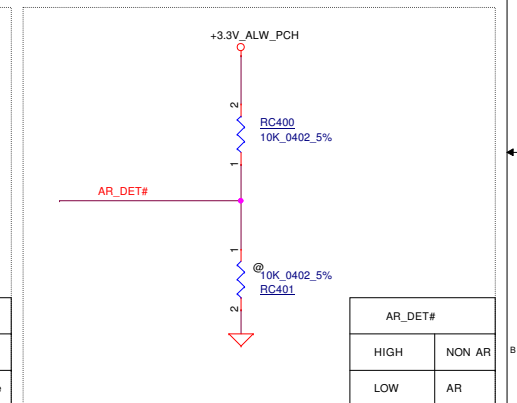 +3.3V_ALW_PCH
2
RC400
10K_0402_5%
1
AR_DET#
1
@
10K_0402_5%
RC401
2
AR_DET#
HIGH NON AR
B
LOW AR